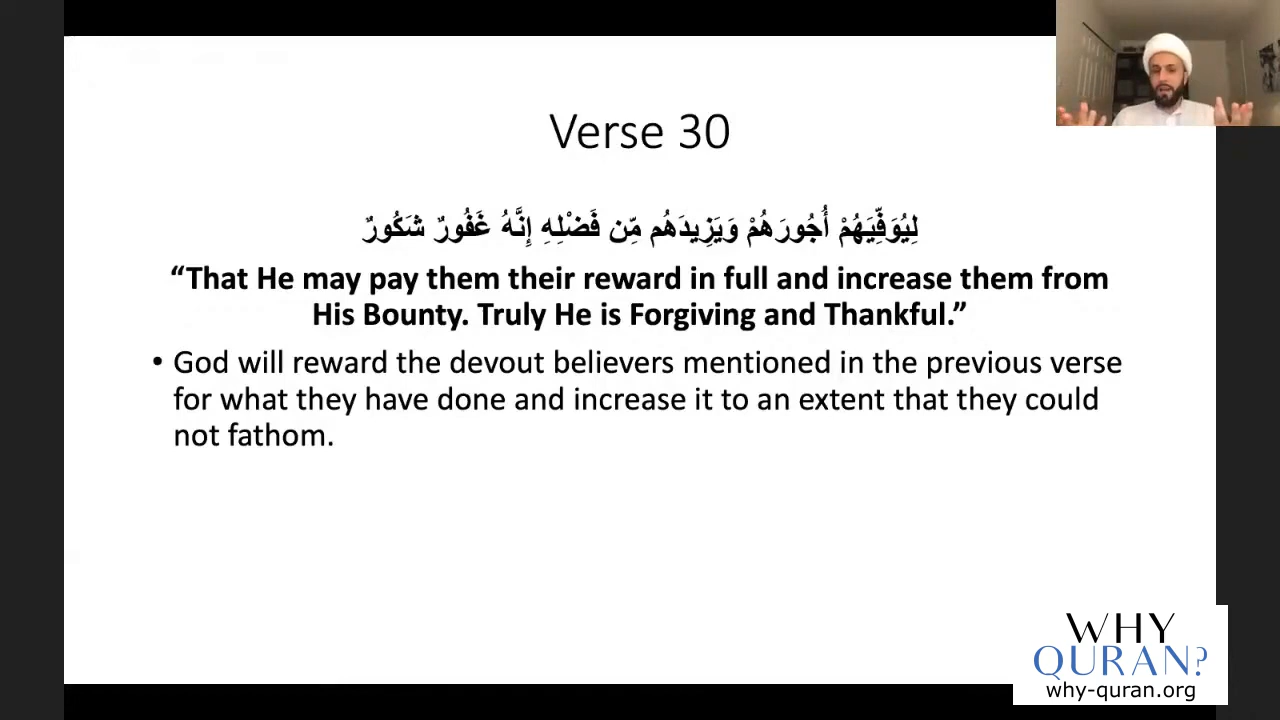 Verse 30
لِيُوَفِّيَهُمْ أُجُورَهُمْ وَيَزِيدَهُم مِّن فَضْلِهِ إِنَّهُ غَفُورٌ شَكُورٌ
“That He may pay them their reward in full and increase them from
His Bounty. Truly He is Forgiving and Thankful.”
• God will reward the devout believers mentioned in the previous verse
for what they have done and increase it to an extent that they could
not fathom.
WHY
QURAN?
why-quran.org